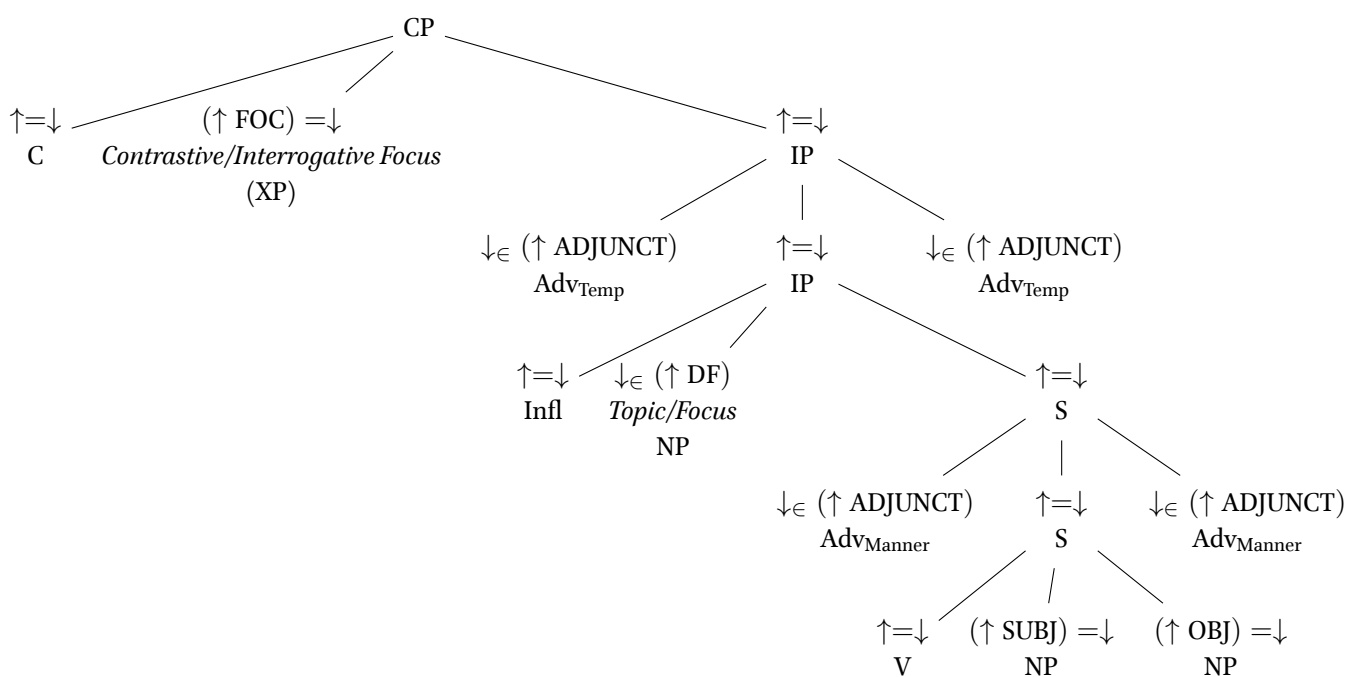 CP
↑=↓ (↑ FOC) =↓ ↑=↓
C Contrastive/Interrogative Focus IP
(XP)
↓∈ (↑ ADJUNCT) ↑=↓ ↓∈ (↑ ADJUNCT)
AdvTemp IP AdvTemp
↑=↓ ↓∈ (↑ DF) ↑=↓
Infl Topic/Focus S
NP
↓∈ (↑ ADJUNCT) ↑=↓ ↓∈ (↑ ADJUNCT)
AdvManner S AdvManner
↑=↓ (↑ SUBJ) =↓ (↑ OBJ) =↓
V NP NP